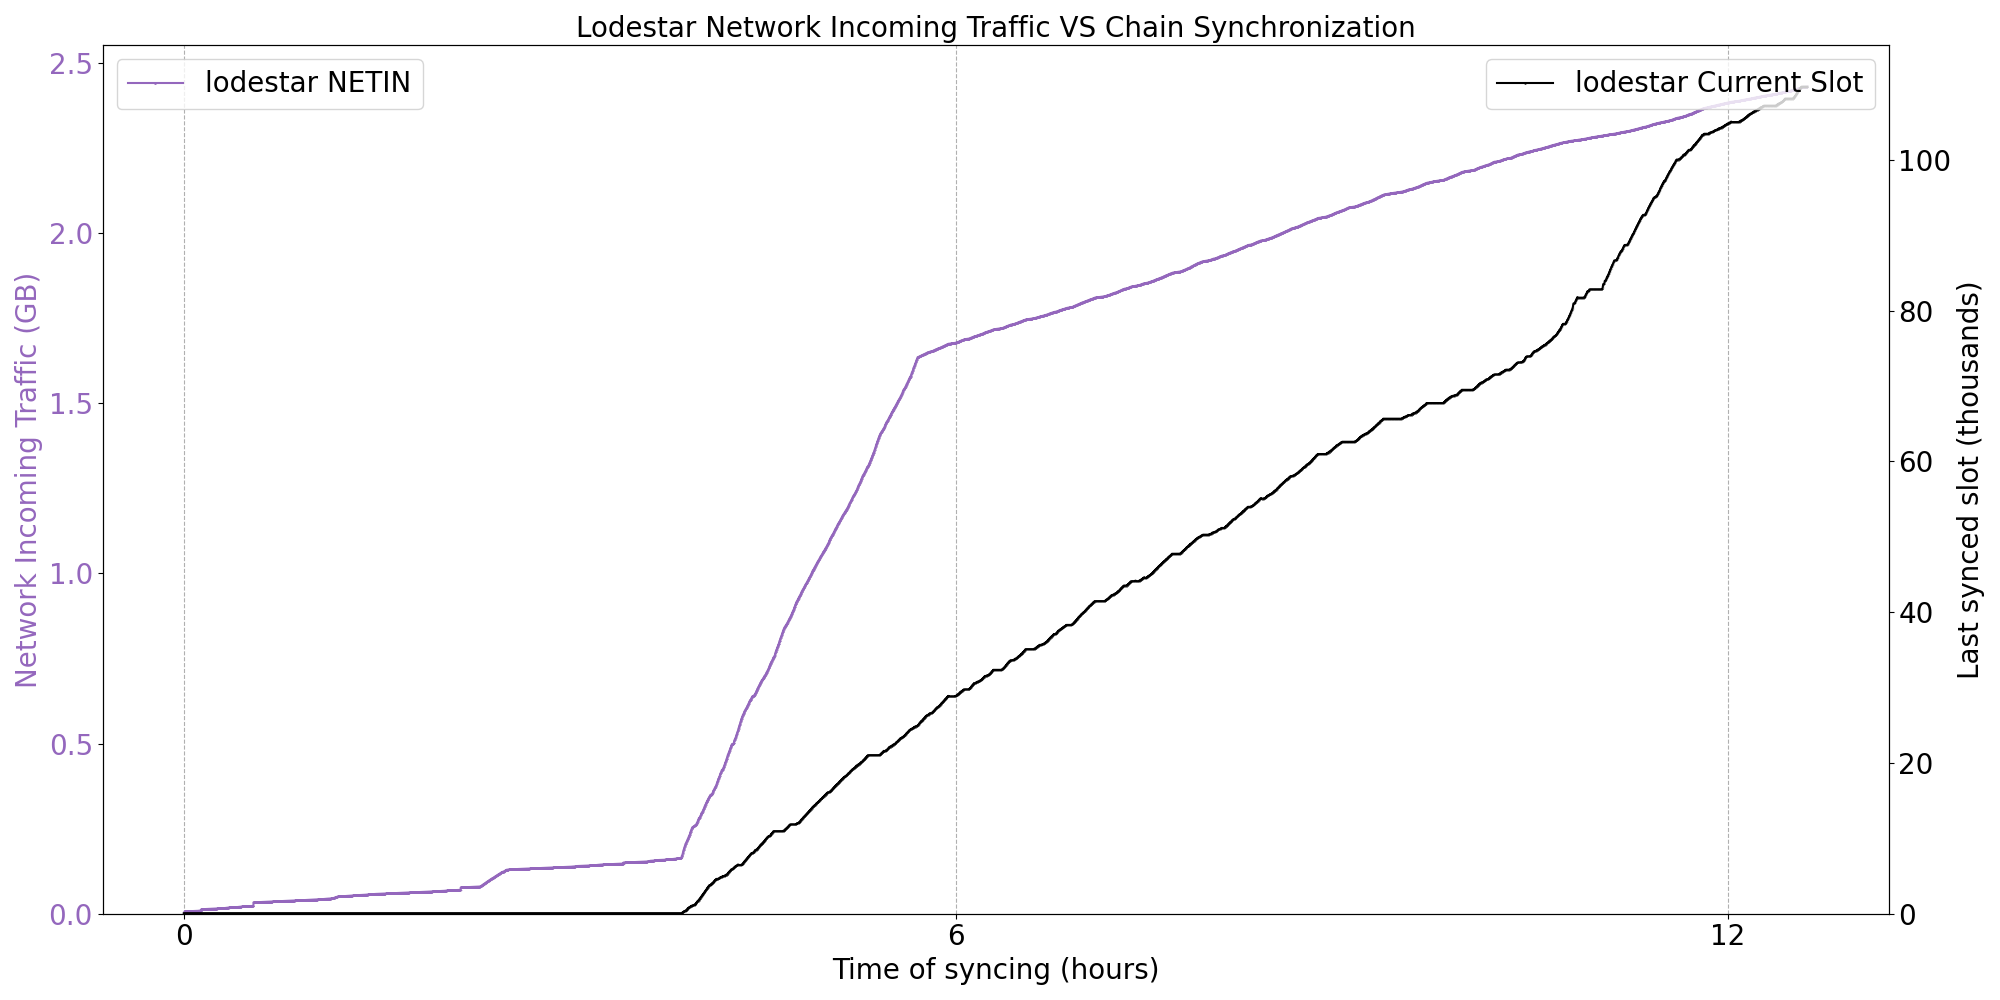 Lodestar Network Incoming Traffic VS Chain Synchronization
lodestar NETIN
lodestar Current Slot
Network Incoming Traffic (GB)
2.5
2.0
1.5
1.0
0.5
0.0
Last synced slot (thousands)
100
80
60
40
20
0
0 6 12
Time of syncing (hours)